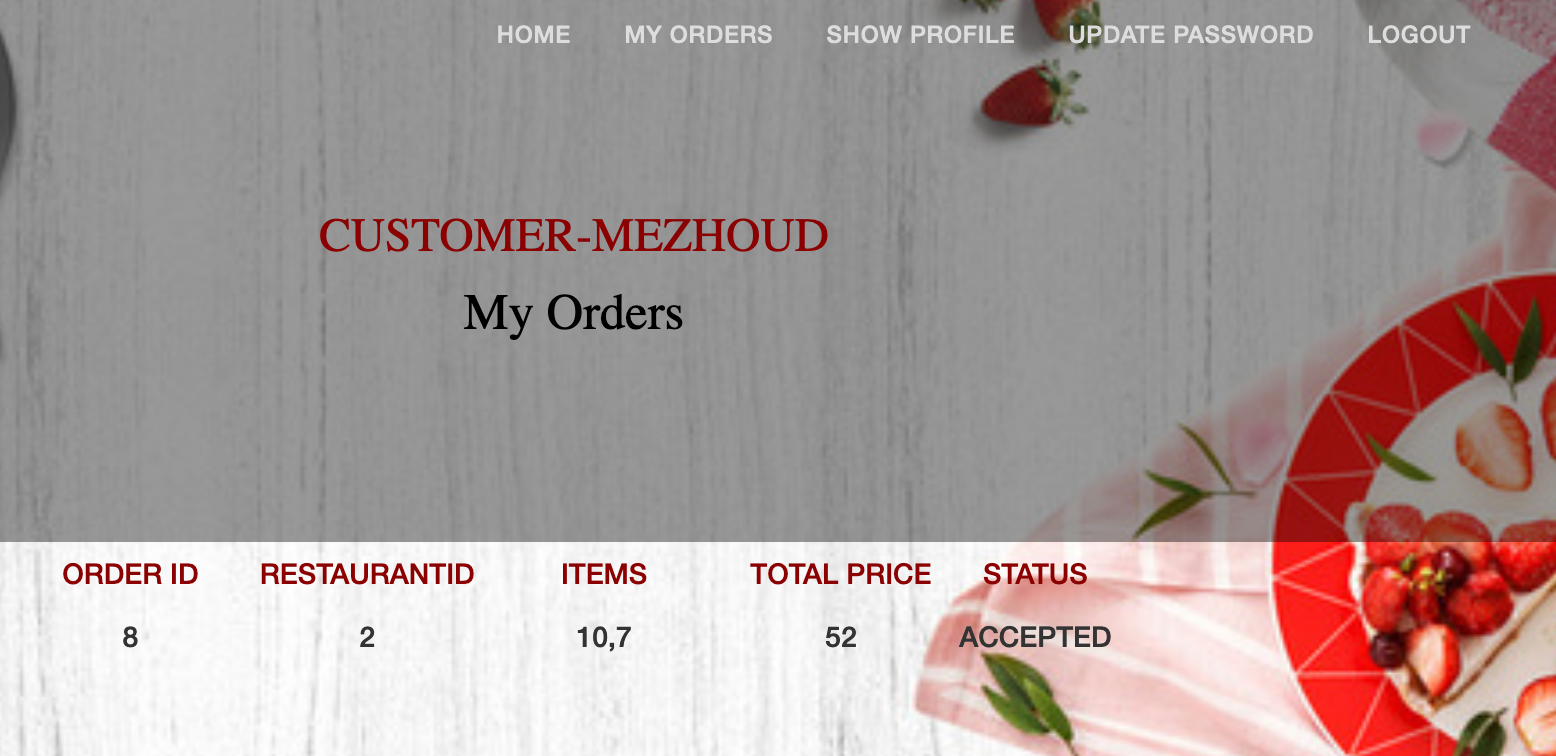 HOME MY ORDERS SHOW PROFILE UPDATE PASSWORD LOGOUT
CUSTOMER-MEZHOUD
My Orders
ORDER ID RESTAURANTID ITEMS TOTAL PRICE STATUS
8 2 10,7 52 ACCEPTED